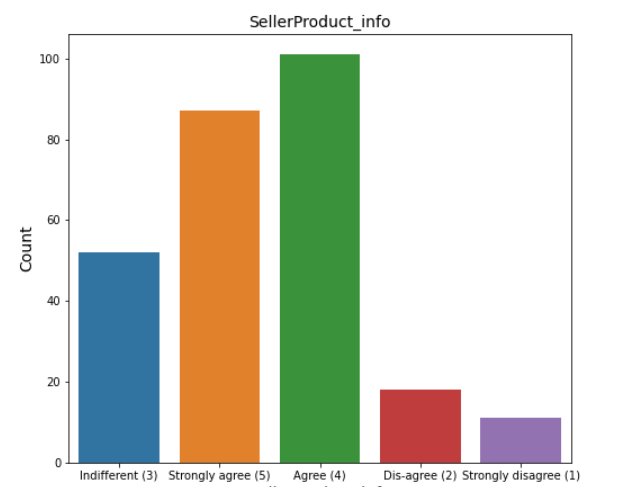 SellerProduct_info
100
80
60
40
20
0
Count
Indifferent (3) Strongly agree (5) Agree (4) Dis-agree (2) Strongly disagree (1)